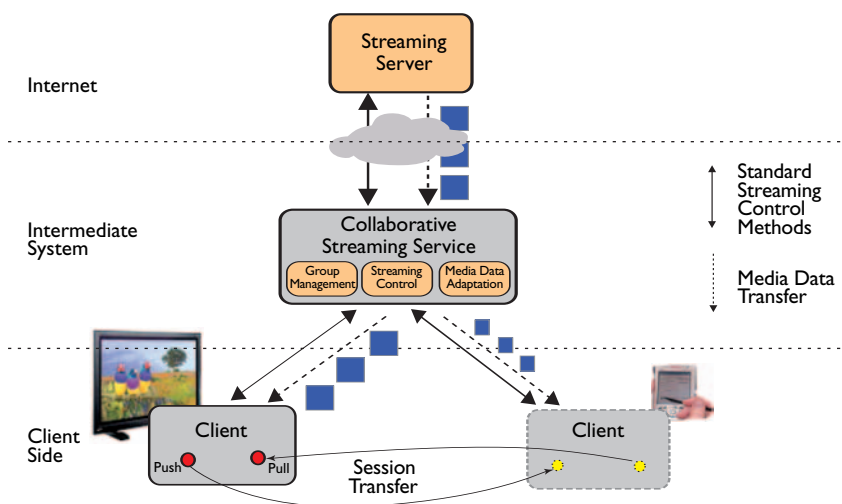 Streaming
Server
Internet
Standard
Streaming
Control
Methods
Intermediate
System
Collaborative
Streaming Service
Group
Management
Streaming
Control
Media Data
Adaptation
Media Data
Transfer
Client
Side
Client
Push
Pull
Session
Transfer
Client